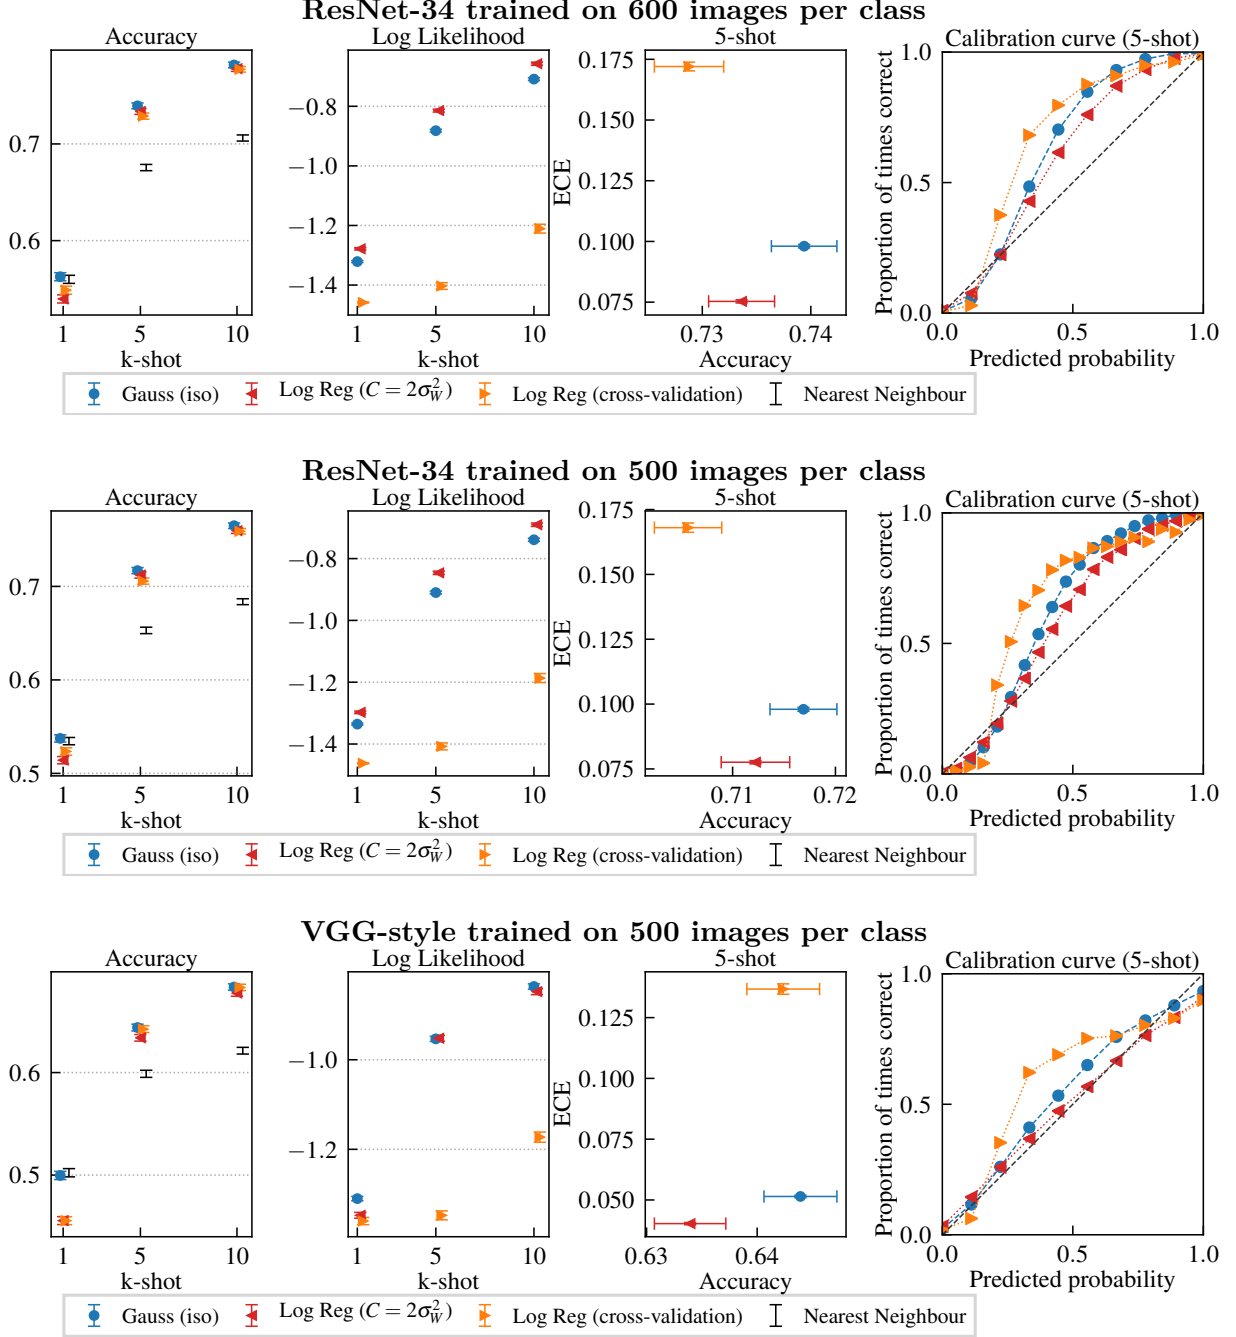 ResNet-34 trained on 600 images per class
Accuracy
0.7
0.6
1
5
10
k-shot
Log Likelihood
−0.8
−1.0
−1.2
−1.4
1
5
10
k-shot
5-shot
ECE
0.175
0.150
0.125
0.100
0.075
0.73
0.74
Accuracy
Calibration curve (5-shot)
Proportion of times correct
1.0
0.5
0.0
0.0
0.5
1.0
Predicted probability
Gauss (iso)
Log Reg (C = 2σ_W^2)
Log Reg (cross-validation)
Nearest Neighbour
ResNet-34 trained on 500 images per class
Accuracy
0.7
0.6
0.5
1
5
10
k-shot
Log Likelihood
−0.8
−1.0
−1.2
−1.4
1
5
10
k-shot
5-shot
ECE
0.175
0.150
0.125
0.100
0.075
0.71
0.72
Accuracy
Calibration curve (5-shot)
Proportion of times correct
1.0
0.5
0.0
0.0
0.5
1.0
Predicted probability
Gauss (iso)
Log Reg (C = 2σ_W^2)
Log Reg (cross-validation)
Nearest Neighbour
VGG-style trained on 500 images per class
Accuracy
0.6
0.5
1
5
10
k-shot
Log Likelihood
−1.0
−1.2
1
5
10
k-shot
5-shot
ECE
0.125
0.100
0.075
0.050
0.63
0.64
Accuracy
Calibration curve (5-shot)
Proportion of times correct
1.0
0.5
0.0
0.0
0.5
1.0
Predicted probability
Gauss (iso)
Log Reg (C = 2σ_W^2)
Log Reg (cross-validation)
Nearest Neighbour